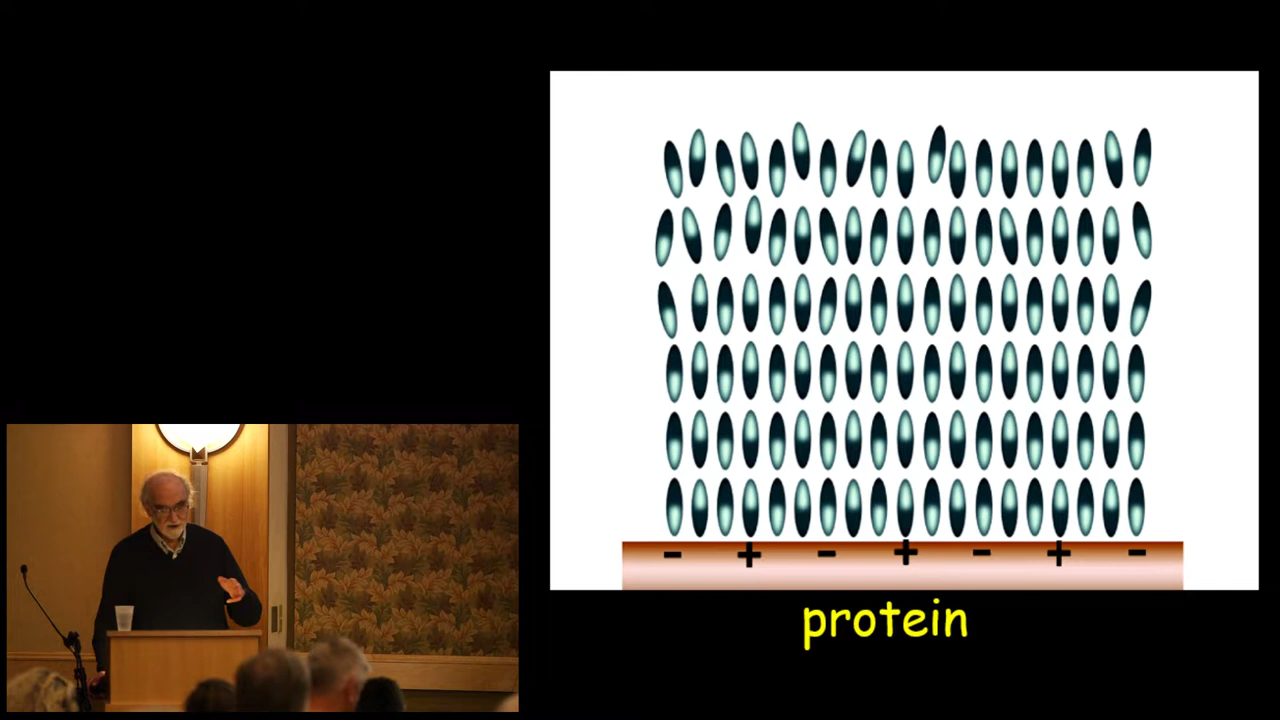 - + - + - + -
protein